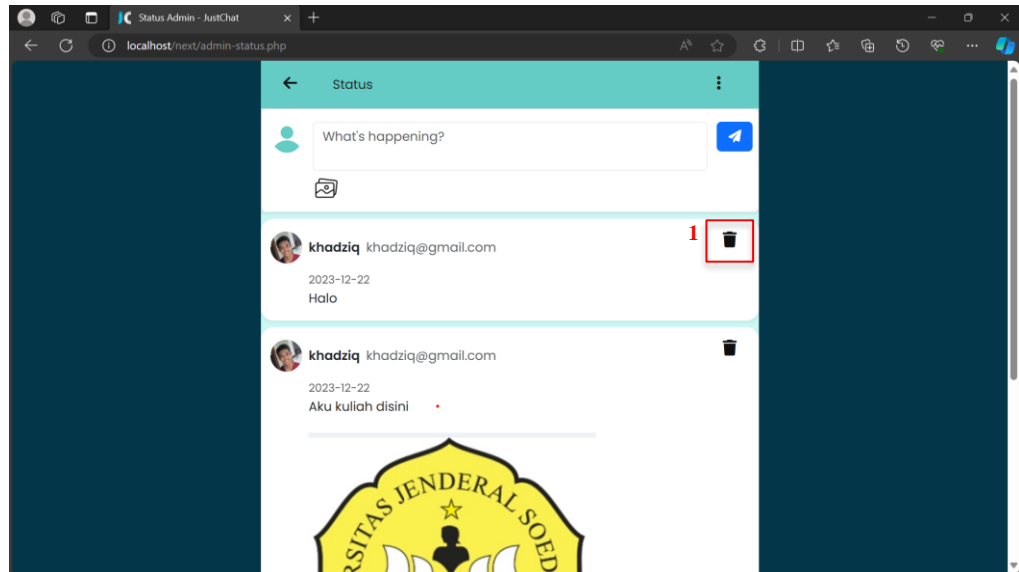 Status Admin - JustChat
localhost/next/admin-status.php
Status
What's happening?
1
khadziq khadziq@gmail.com
2023-12-22
Halo
khadziq khadziq@gmail.com
2023-12-22
Aku kuliah disini
RSITAS JENDERAL SOED